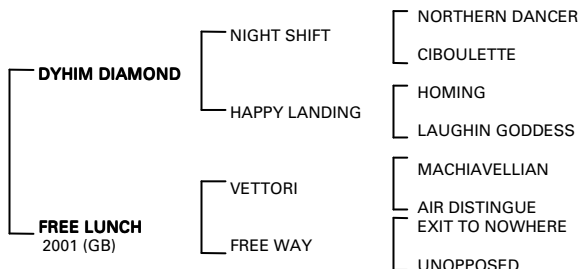 NORTHERN DANCER
NIGHT SHIFT
CIBOULETTE
DYHIM DIAMOND
HOMING
HAPPY LANDING
LAUGHIN GODDESS
MACHIAVELLIAN
VETTORI
AIR DISTINGUE
FREE LUNCH
EXIT TO NOWHERE
2001 (GB)
FREE WAY
UNOPPOSED